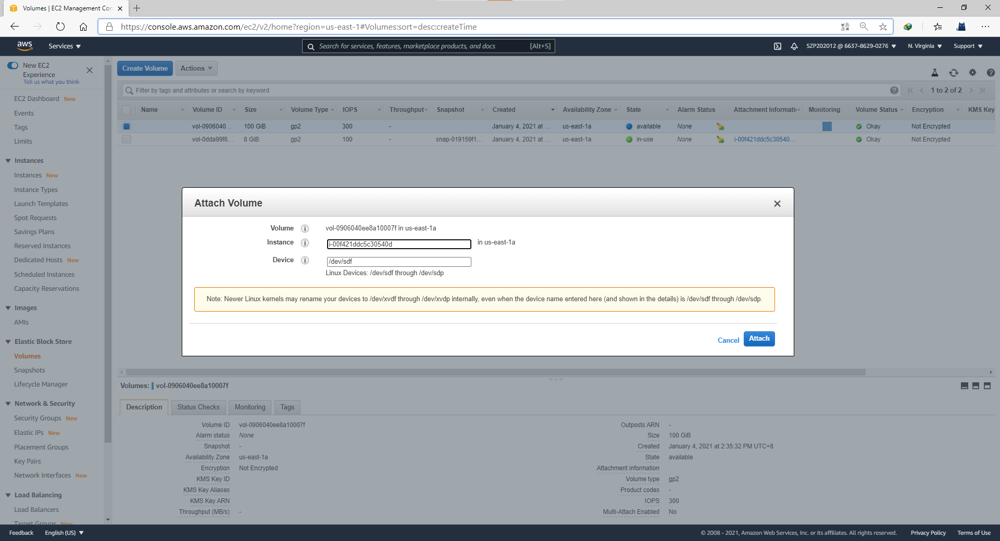 Volumes | EC2 Management Con
https://console.aws.amazon.com/ec2/v2/home?region=us-east-1#Volumes:sort=desc:createTime
aws Services Search for services, features, marketplace products, and docs [Alt+S] SZP202012 @ 6637-8629-0276 N. Virginia Support
New EC2
Experience
Tell us what you think
EC2 Dashboard New
Events
Tags
Limits
Instances
Instances New
Instance Types
Launch Templates
Spot Requests
Savings Plans
Reserved Instances
Dedicated Hosts New
Scheduled Instances
Capacity Reservations
Images
AMIs
Elastic Block Store
Volumes
Snapshots
Lifecycle Manager
Network & Security
Security Groups New
Elastic IPs New
Placement Groups
Key Pairs
Network Interfaces New
Load Balancing
Load Balancers
Target Groups New
Create Volume Actions
Filter by tags and attributes or search by keyword 1 to 2 of 2
Name Volume ID Size Volume Type IOPS Throughput Snapshot Created Availability Zone State Alarm Status Attachment Informati Monitoring Volume Status Encryption KMS Key
vol-0906040... 100 GiB gp2 300 - January 4, 2021 at ... us-east-1a available None Okay Not Encrypted
vol-0dda99f6... 8 GiB gp2 100 - snap-019159f1... January 4, 2021 at ... us-east-1a in-use None i-00f421ddc5c30540... Okay Not Encrypted
Attach Volume
Volume vol-0906040ee8a10007f in us-east-1a
Instance i-00f421ddc5c30540d in us-east-1a
Device /dev/sdf
Linux Devices: /dev/sdf through /dev/sdp
Note: Newer Linux kernels may rename your devices to /dev/xvdf through /dev/xvdp internally, even when the device name entered here (and shown in the details) is /dev/sdf through /dev/sdp.
Cancel Attach
Volumes: vol-0906040ee8a10007f
Description Status Checks Monitoring Tags
Volume ID vol-0906040ee8a10007f
Alarm status None
Snapshot -
Availability Zone us-east-1a
Encryption Not Encrypted
KMS Key ID
KMS Key Aliases
KMS Key ARN
Throughput (MB/s) -
Outposts ARN -
Size 100 GiB
Created January 4, 2021 at 2:35:32 PM UTC+8
State available
Attachment information
Volume type gp2
Product codes -
IOPS 300
Multi-Attach Enabled No
Feedback English (US) © 2008 - 2021, Amazon Web Services, Inc. or its affiliates. All rights reserved. Privacy Policy Terms of Use